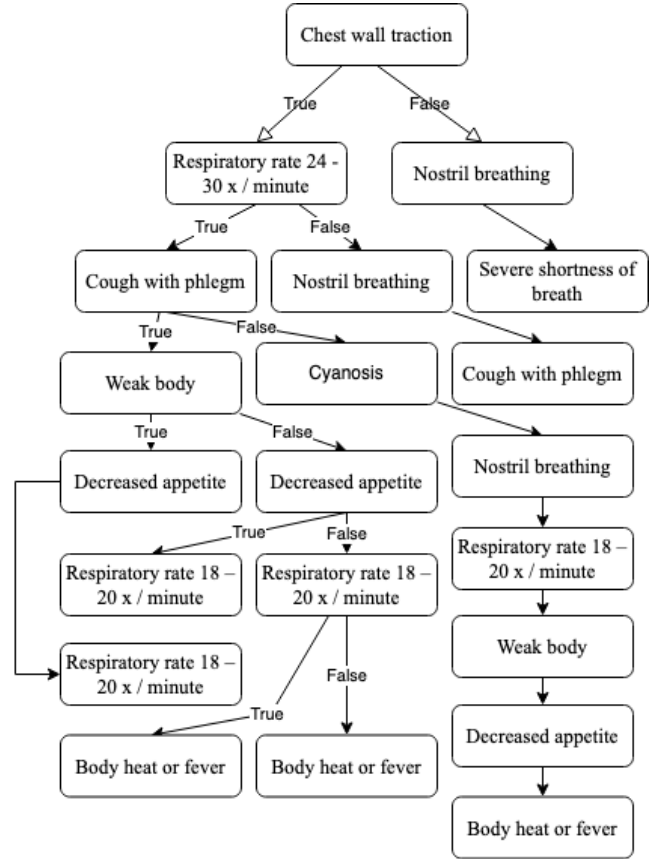 Chest wall traction
True
False
Respiratory rate 24 -
30 x / minute
Nostril breathing
True
False
Cough with phlegm
Nostril breathing
Severe shortness of
breath
True
False
Weak body
Cyanosis
Cough with phlegm
True
False
Decreased appetite
Decreased appetite
Nostril breathing
True
False
Respiratory rate 18 –
20 x / minute
Respiratory rate 18 –
20 x / minute
Respiratory rate 18 –
20 x / minute
Weak body
Respiratory rate 18 –
20 x / minute
True
False
Decreased appetite
Body heat or fever
Body heat or fever
Body heat or fever